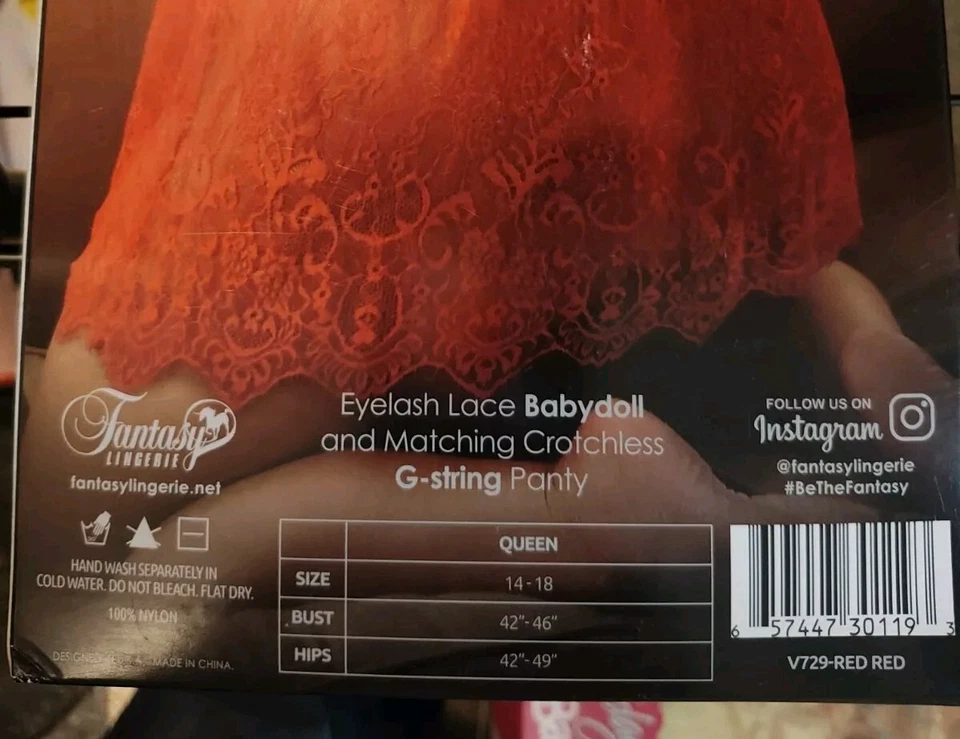 Eyelash Lace Babydoll
and Matching Crotchless
G-string Panty
Fantasy
LINGERIE
fantasylingerie.net
FOLLOW US ON
Instagram
@fantasylingerie
#BeTheFantasy
HAND WASH SEPARATELY IN
COLD WATER. DO NOT BLEACH. FLAT DRY.
100% NYLON
DESIGNED MADE IN CHINA.
QUEEN
SIZE 14-18
BUST 42"-46"
HIPS 42"-49"
6 57447 30119 3
V729-RED RED